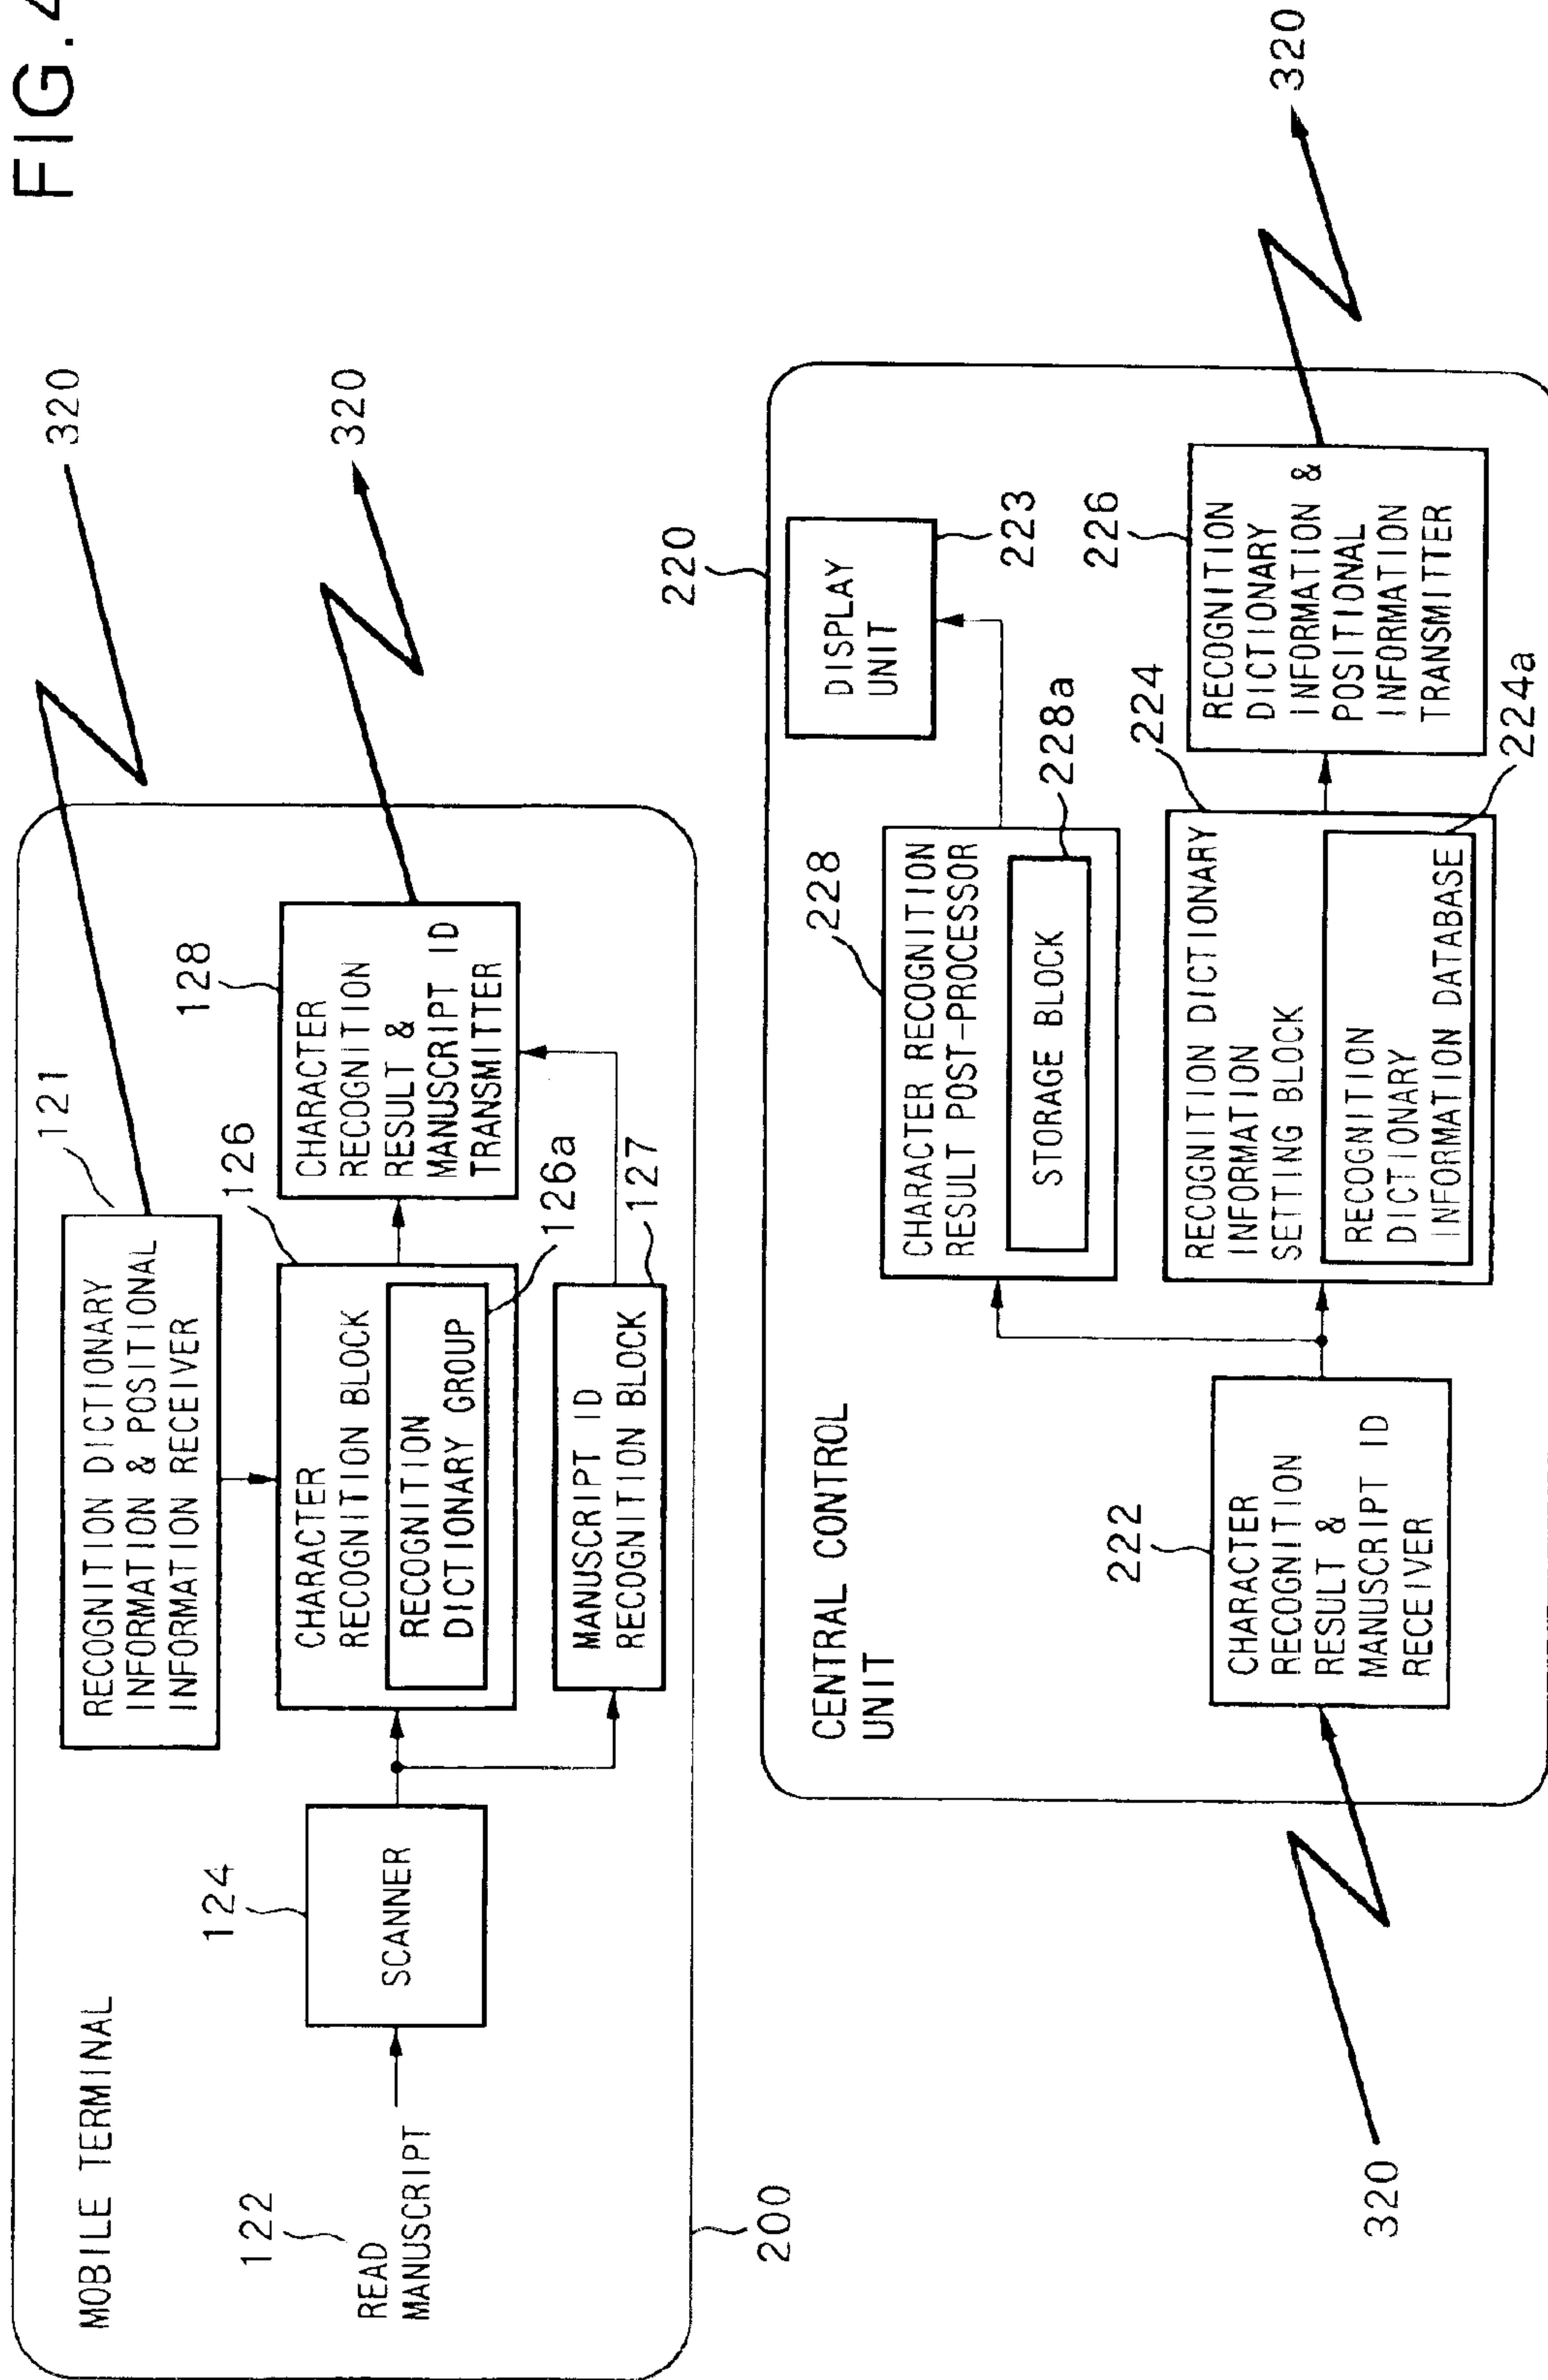 FIG. 4
MOBILE TERMINAL
121
320
RECOGNITION DICTIONARY
INFORMATION & POSITIONAL
INFORMATION RECEIVER
122
READ
MANUSCRIPT
124
SCANNER
126
CHARACTER
RECOGNITION BLOCK
RECOGNITION
DICTIONARY GROUP
126a
MANUSCRIPT ID
RECOGNITION BLOCK
127
128
CHARACTER
RECOGNITION
RESULT &
MANUSCRIPT ID
TRANSMITTER
320
200
220
CENTRAL CONTROL
UNIT
DISPLAY
UNIT
223
228
CHARACTER RECOGNITION
RESULT POST-PROCESSOR
STORAGE BLOCK
228a
222
CHARACTER
RECOGNITION
RESULT &
MANUSCRIPT ID
RECEIVER
320
224
RECOGNITION DICTIONARY
INFORMATION
SETTING BLOCK
RECOGNITION
DICTIONARY
INFORMATION DATABASE
224a
226
RECOGNITION
DICTIONARY
INFORMATION &
POSITIONAL
INFORMATION
TRANSMITTER
320